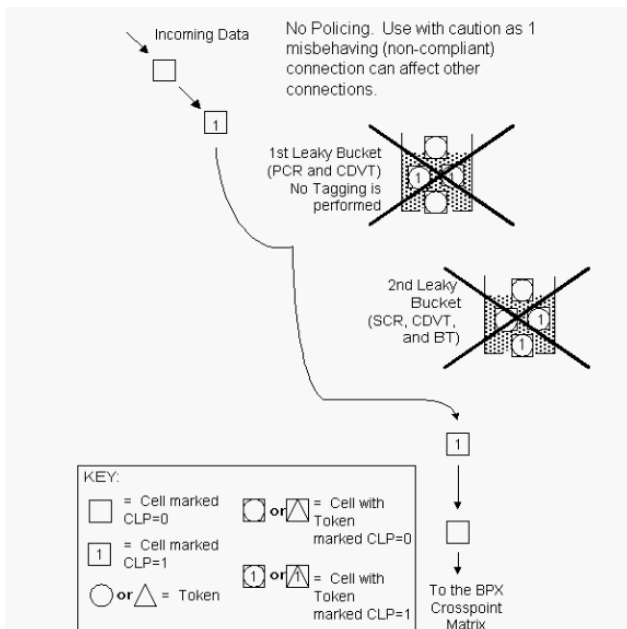 Incoming Data
No Policing. Use with caution as 1
misbehaving (non-compliant)
connection can affect other
connections.
1
1st Leaky Bucket
(PCR and CDVT)
No Tagging is
performed
1 1
2nd Leaky
Bucket
(SCR, CDVT,
and BT)
1
1
1
KEY:
= Cell marked
CLP=0
or = Cell with
Token
marked CLP=0
1 = Cell marked
CLP=1
1 or 1 = Cell with
Token
marked CLP=1
or = Token
To the BPX
Crosspoint
Matrix